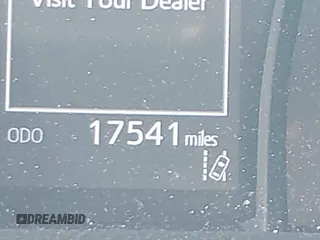 Visit Your Dealer
ODO 17541 miles
DREAMBID